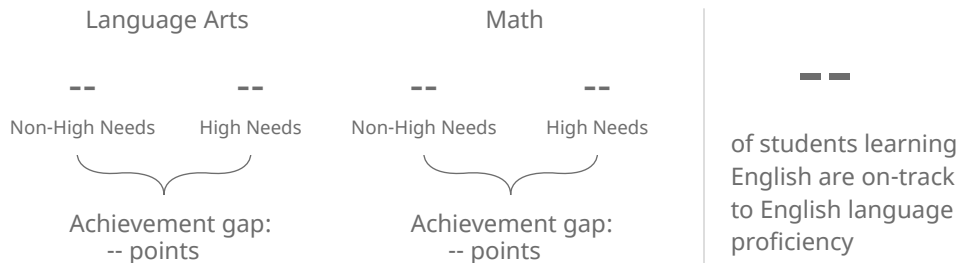 Language Arts
Math
-- -- -- -- --
Non-High Needs High Needs Non-High Needs High Needs
of students learning
English are on-track
to English language
proficiency
Achievement gap:
-- points
Achievement gap:
-- points